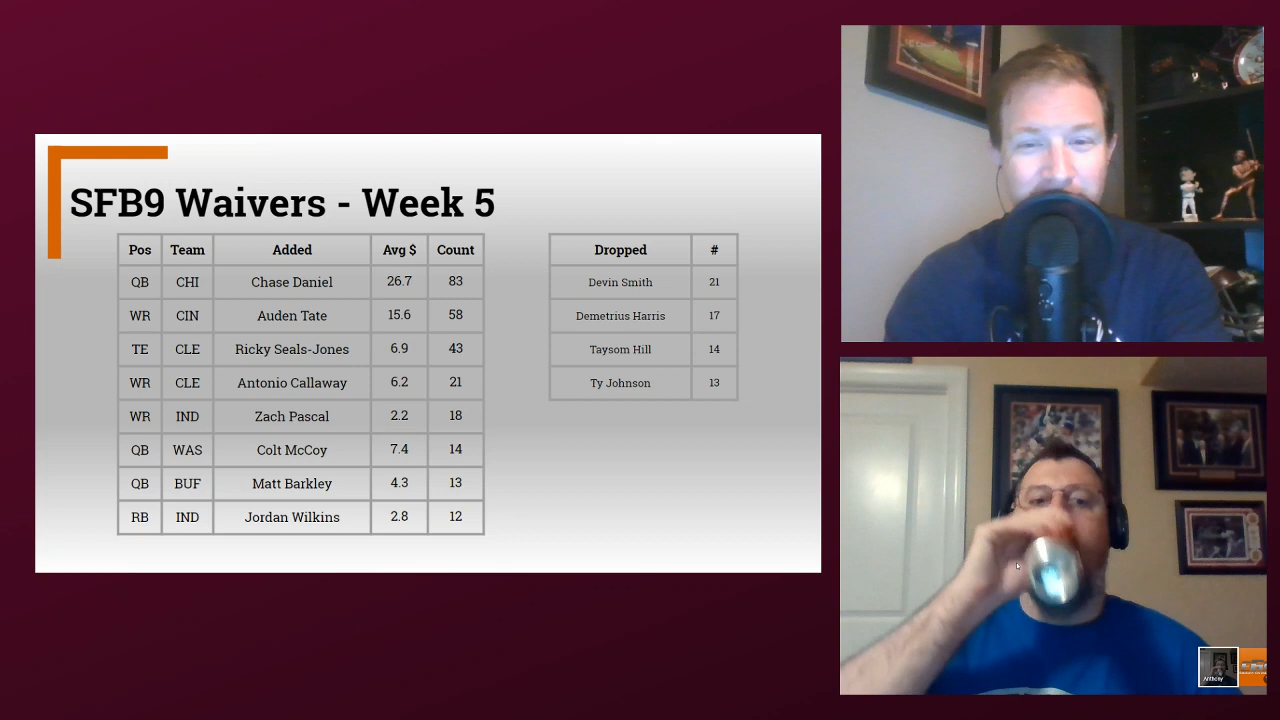 SFB9 Waivers - Week 5
Pos Team Added Avg $ Count
QB CHI Chase Daniel 26.7 83
WR CIN Auden Tate 15.6 58
TE CLE Ricky Seals-Jones 6.9 43
WR CLE Antonio Callaway 6.2 21
WR IND Zach Pascal 2.2 18
QB WAS Colt McCoy 7.4 14
QB BUF Matt Barkley 4.3 13
RB IND Jordan Wilkins 2.8 12
Dropped #
Devin Smith 21
Demetrius Harris 17
Taysom Hill 14
Ty Johnson 13
Anthony